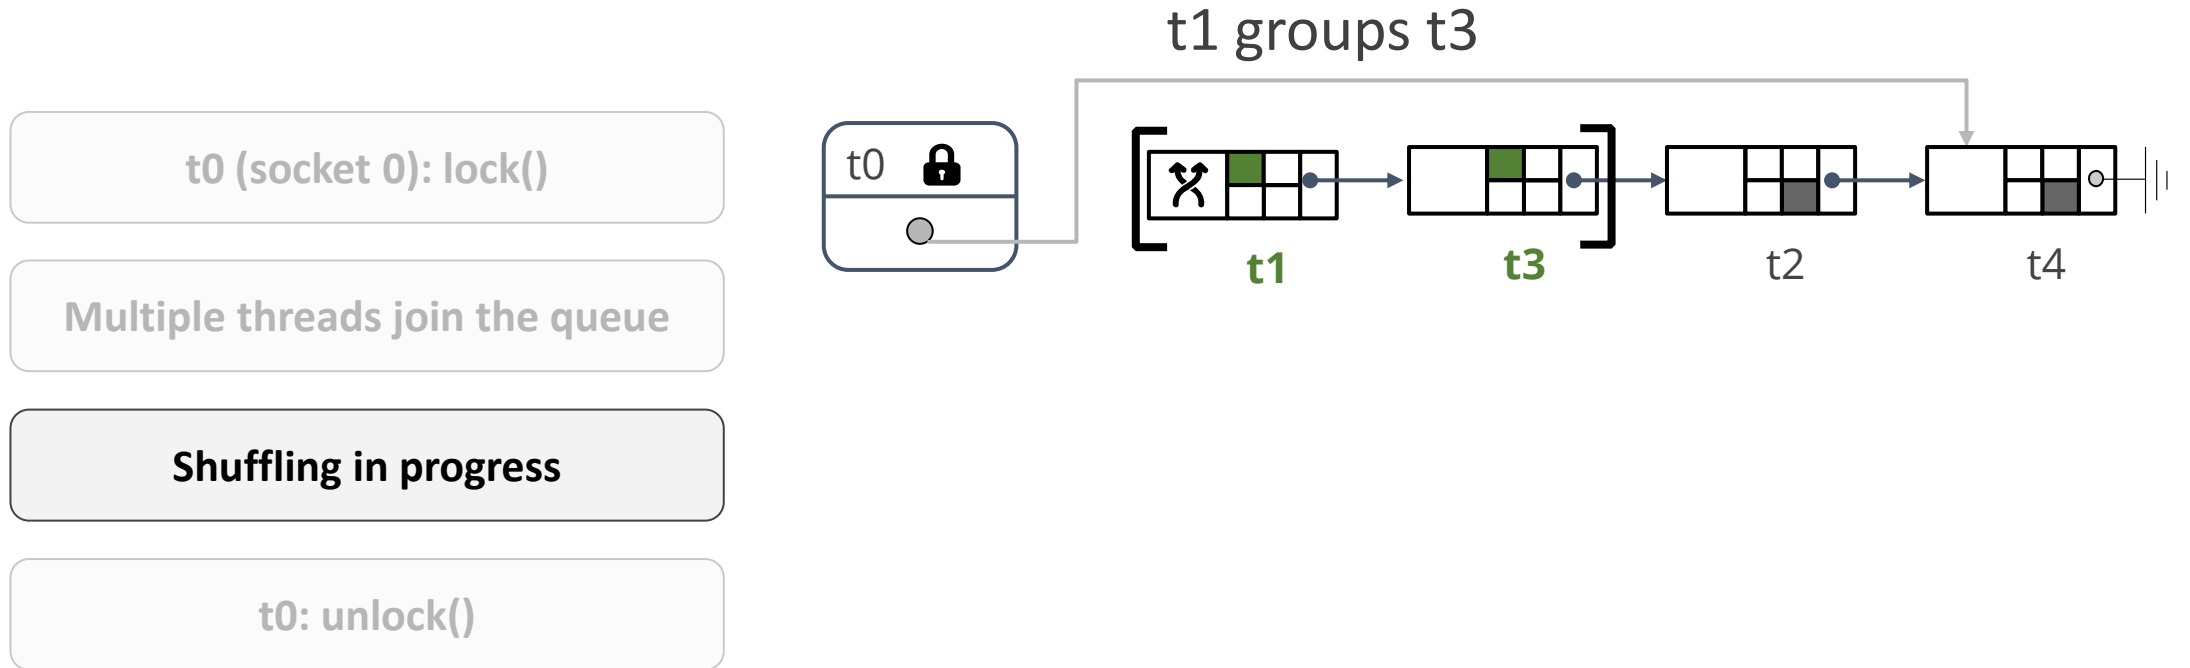 t1 groups t3
t0 (socket 0): lock()
Multiple threads join the queue
Shuffling in progress
t0: unlock()
t0
t1
t3
t2
t4